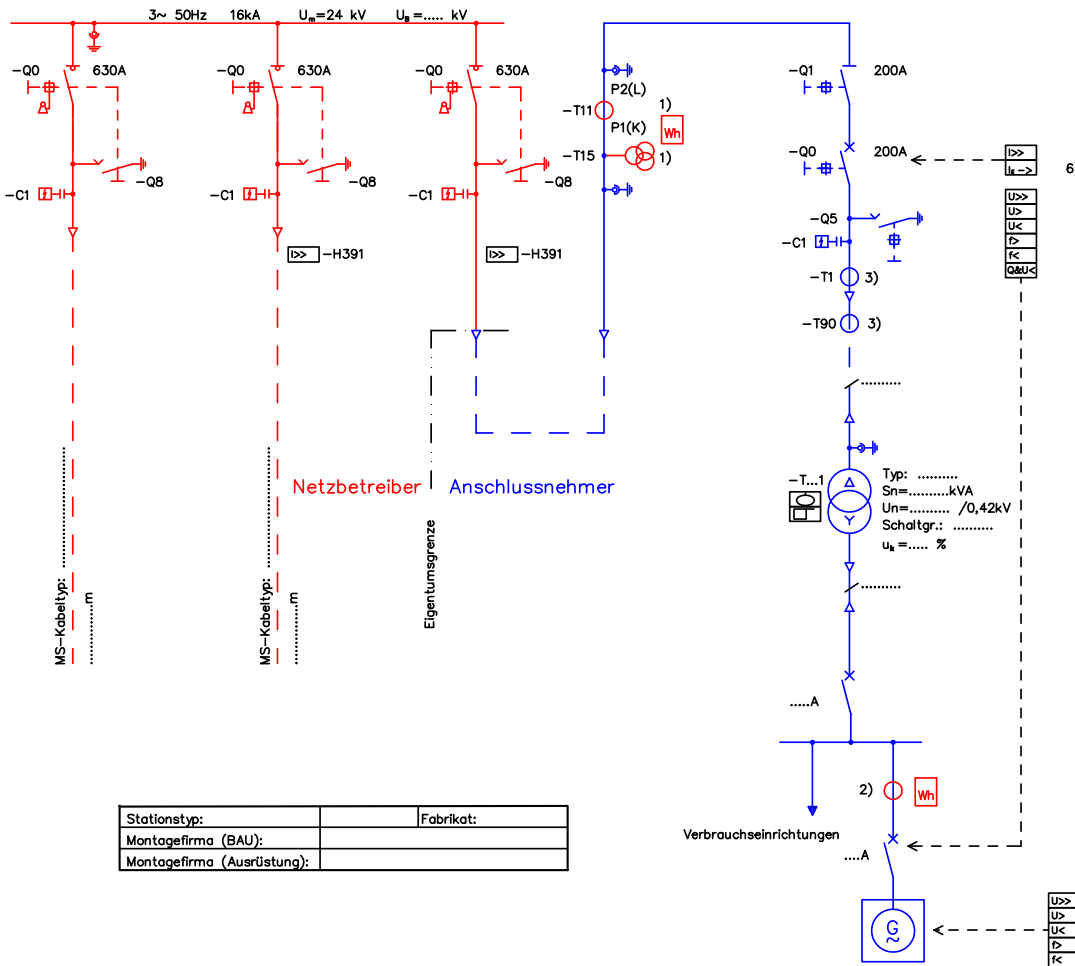 3~ 50Hz 16kA Um=24 kV UB=..... kV
-Q0 630A
-Q0 630A
-Q0 630A
-Q1 200A
P2(L)
-T11 1)
P1(K) Wh
-T15 1)
-Q0 200A
I>>
6)
-Q8
-Q8
-Q8
-C1
-C1
-C1
U>>
U>
U<
f>
f<
Q&U<
-Q5
-C1
I>> -H391
I>> -H391
-T1 3)
-T90 3)
..........
Netzbetreiber Anschlussnehmer
Eigentumsgrenze
-T...1
Typ: ..........
Sn=..........kVA
Un=.......... /0,42kV
Schaltgr.: ..........
uk=..... %
..........
MS-Kabeltyp: ..........
..........m
MS-Kabeltyp: ..........
..........m
.....A
2) Wh
Verbrauchseinrichtungen
....A
Stationstyp: Fabrikat:
Montagefirma (BAU):
Montagefirma (Ausrüstung):
G
~
U>>
U>
U<
f>
f<